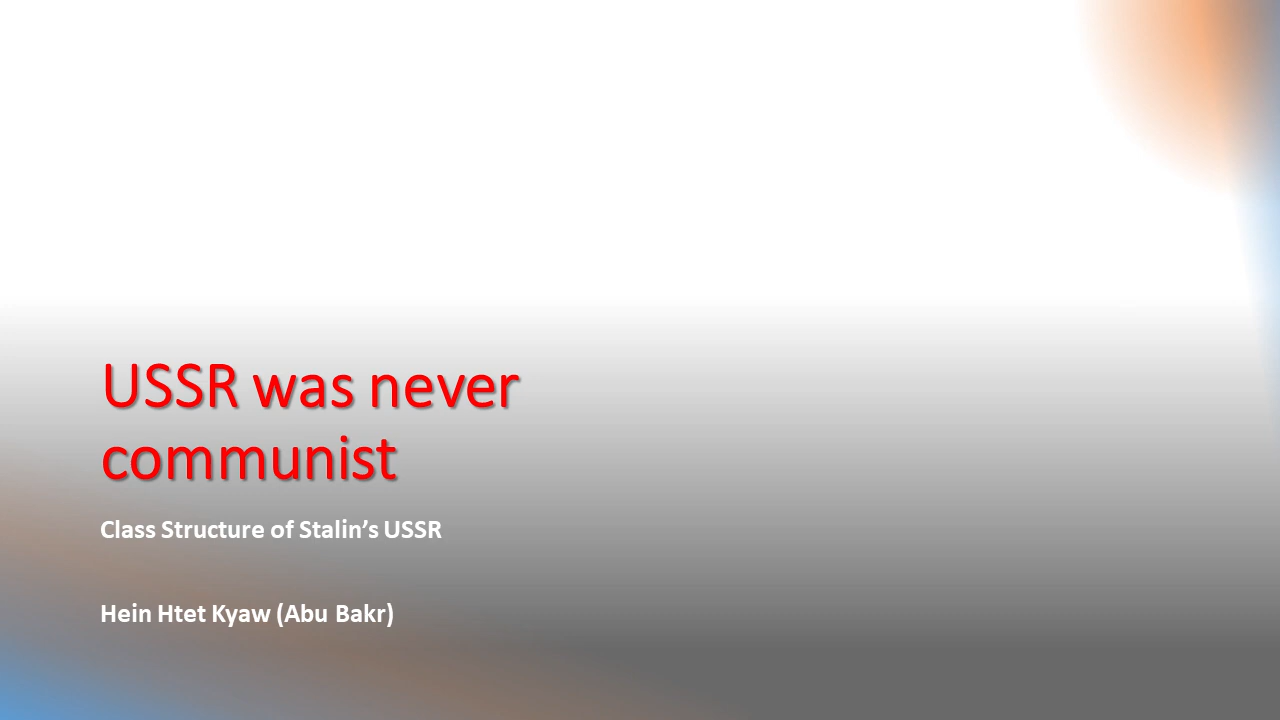 USSR was never
communist
Class Structure of Stalin’s USSR
Hein Htet Kyaw (Abu Bakr)